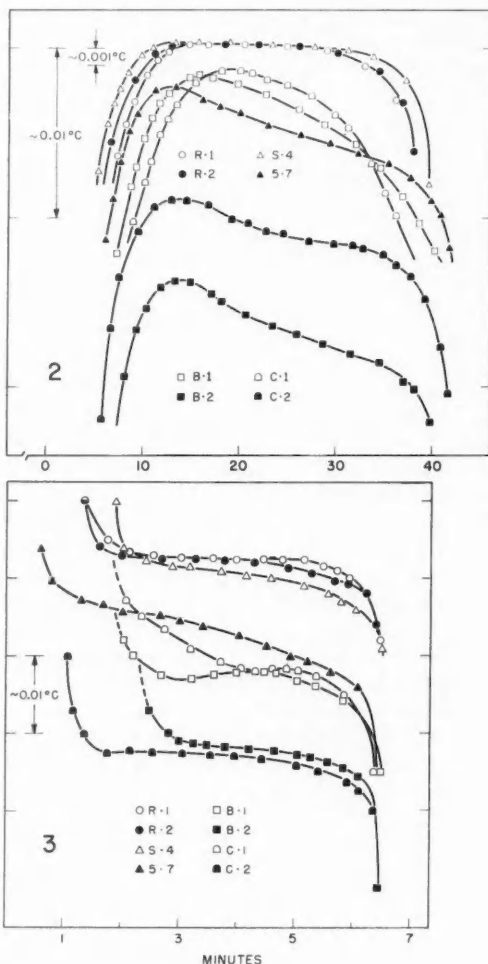 ~0.001°C
~0.01°C
R·1 S·4
R·2 5·7
B·1 C·1
B·2 C·2
2
0 10 20 30 40
~0.01°C
R·1 B·1
R·2 B·2
S·4 C·1
5·7 C·2
3
1 3 5 7
MINUTES